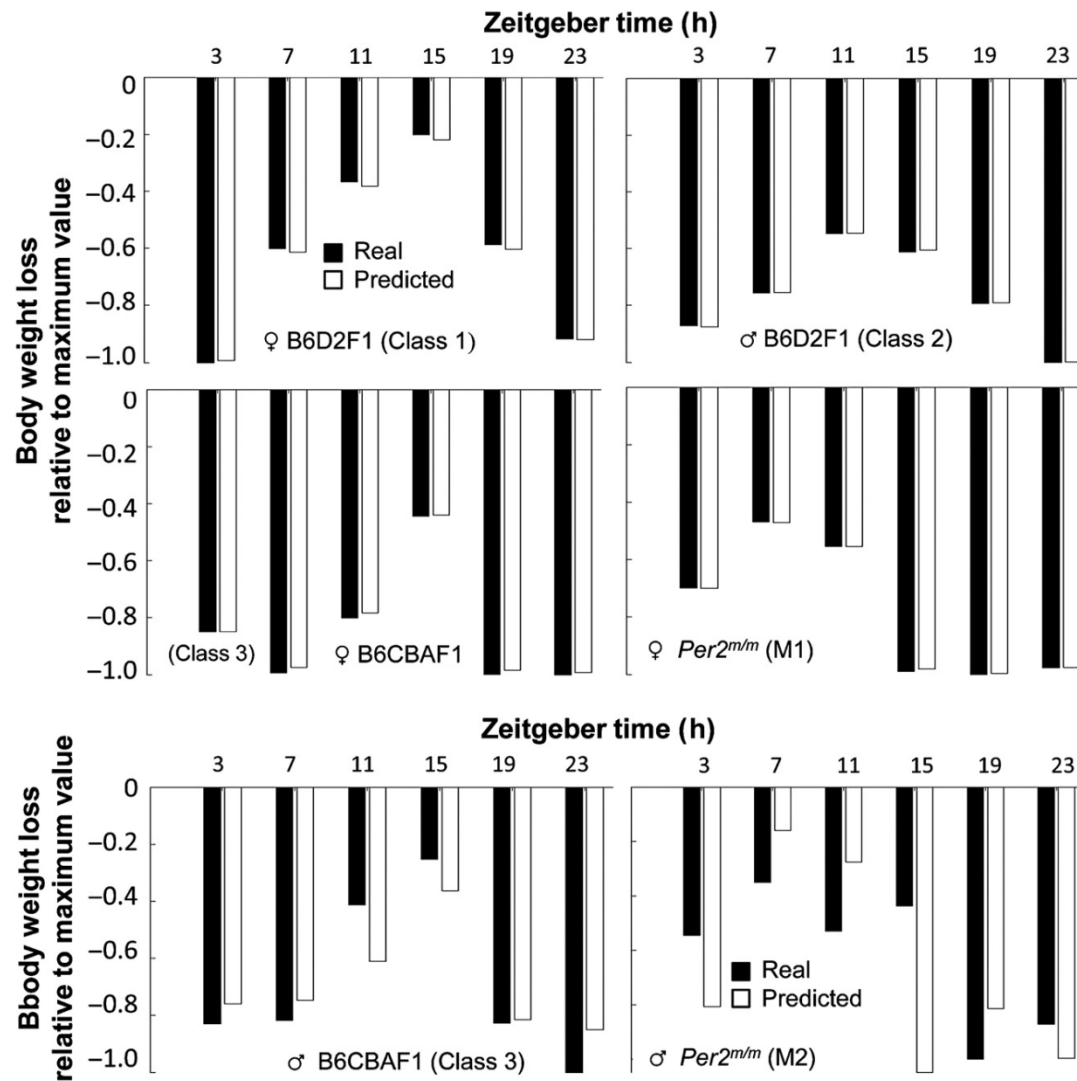 Zeitgeber time (h)
3 7 11 15 19 23 3 7 11 15 19 23
Body weight loss
relative to maximum value
0
–0.2
–0.4
–0.6
–0.8
–1.0
Real
Predicted
♀ B6D2F1 (Class 1)
♂ B6D2F1 (Class 2)
0
–0.2
–0.4
–0.6
–0.8
–1.0
(Class 3) ♀ B6CBAF1
♀ Per2m/m (M1)
Zeitgeber time (h)
3 7 11 15 19 23 3 7 11 15 19 23
Bbody weight loss
relative to maximum value
0
–0.2
–0.4
–0.6
–0.8
–1.0
Real
Predicted
♂ B6CBAF1 (Class 3)
♂ Per2m/m (M2)